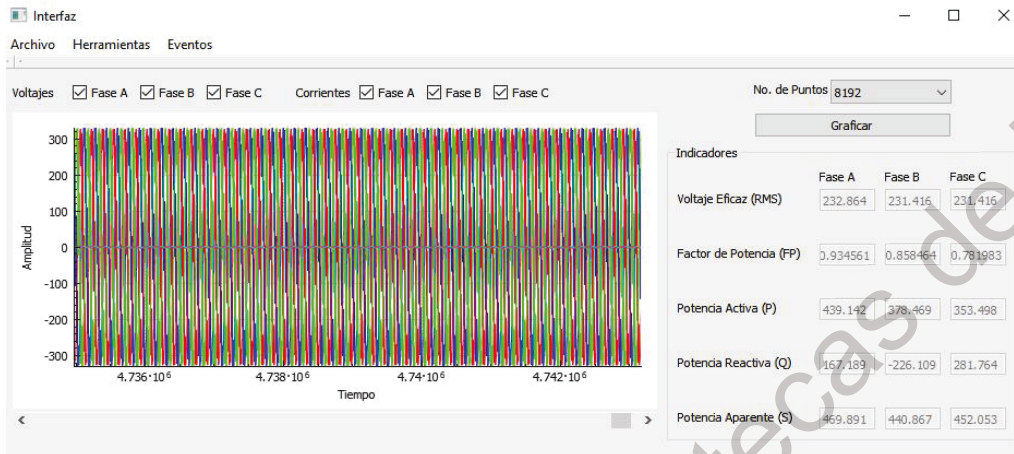 Interfaz
Archivo Herramientas Eventos
Voltajes Fase A Fase B Fase C Corrientes Fase A Fase B Fase C
No. de Puntos 8192
Graficar
Indicadores
Fase A Fase B Fase C
Voltaje Eficaz (RMS) 232.864 231.416 231.416
Factor de Potencia (FP) 0.934561 0.858464 0.781983
Potencia Activa (P) 439.142 378.469 353.498
Potencia Reactiva (Q) 167.189 -226.109 281.764
Potencia Aparente (S) 469.891 440.867 452.053
Amplitud
300
200
100
0
-100
-200
-300
4.736·10⁶ 4.738·10⁶ 4.74·10⁶ 4.742·10⁶
Tiempo
tecas de